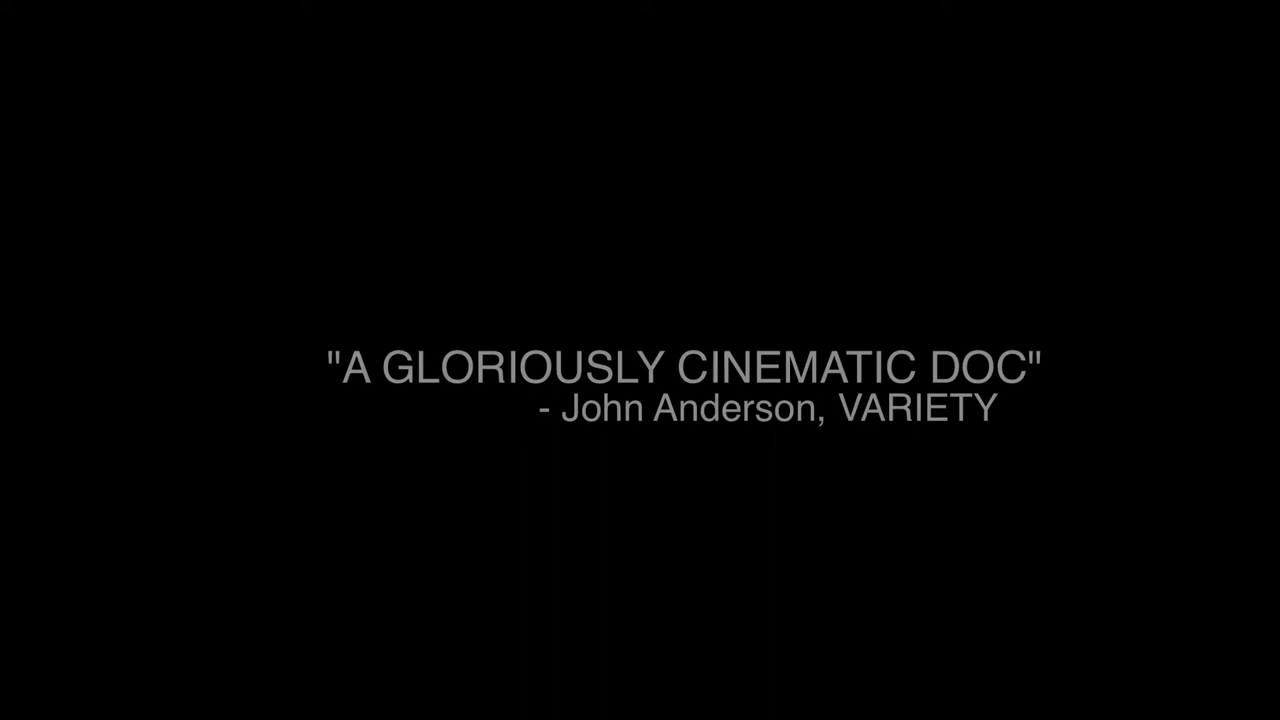 "A GLORIOUSLY CINEMATIC DOC"
- John Anderson, VARIETY